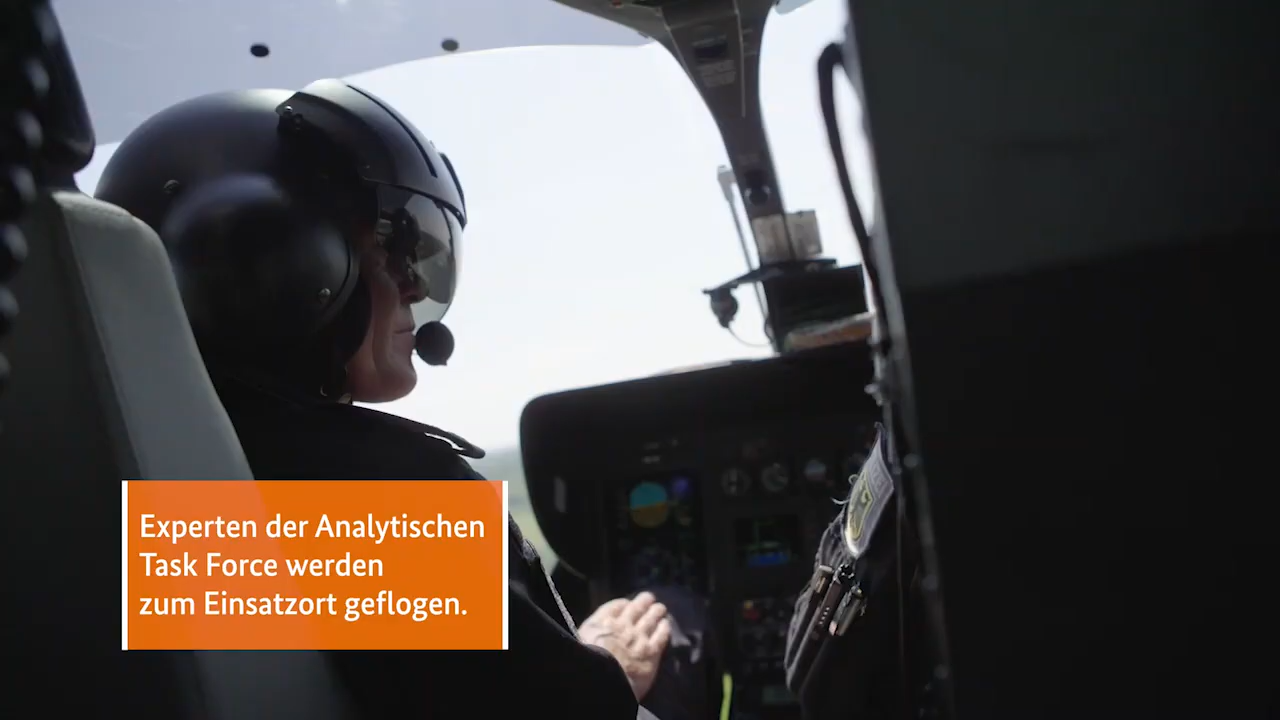 Experten der Analytischen
Task Force werden
zum Einsatzort geflogen.